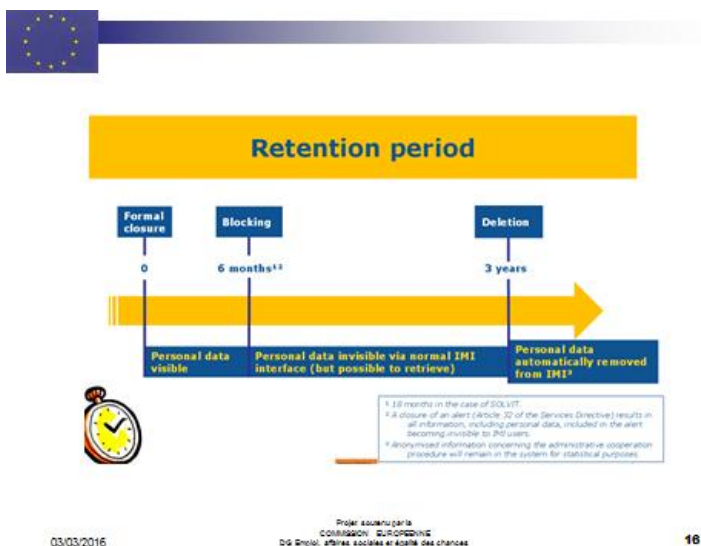 Retention period
Formal
closure
Blocking
Deletion
0
6 months¹²
3 years
Personal data
visible
Personal data invisible via normal IMI
interface (but possible to retrieve)
Personal data
automatically removed
from IMI³
¹ 18 months in the case of SOLVIT.
² A closure of an alert (Article 32 of the Services Directive) results in
all information, including personal data, included in the alert
becoming invisible to IMI users.
³ Anonymised information concerning the administrative cooperation
procedure will remain in the system for statistical purposes.
03/03/2016
Projet soutenu par la
COMMISSION EUROPEENNE
DG Emploi, affaires sociales et égalité des chances
16